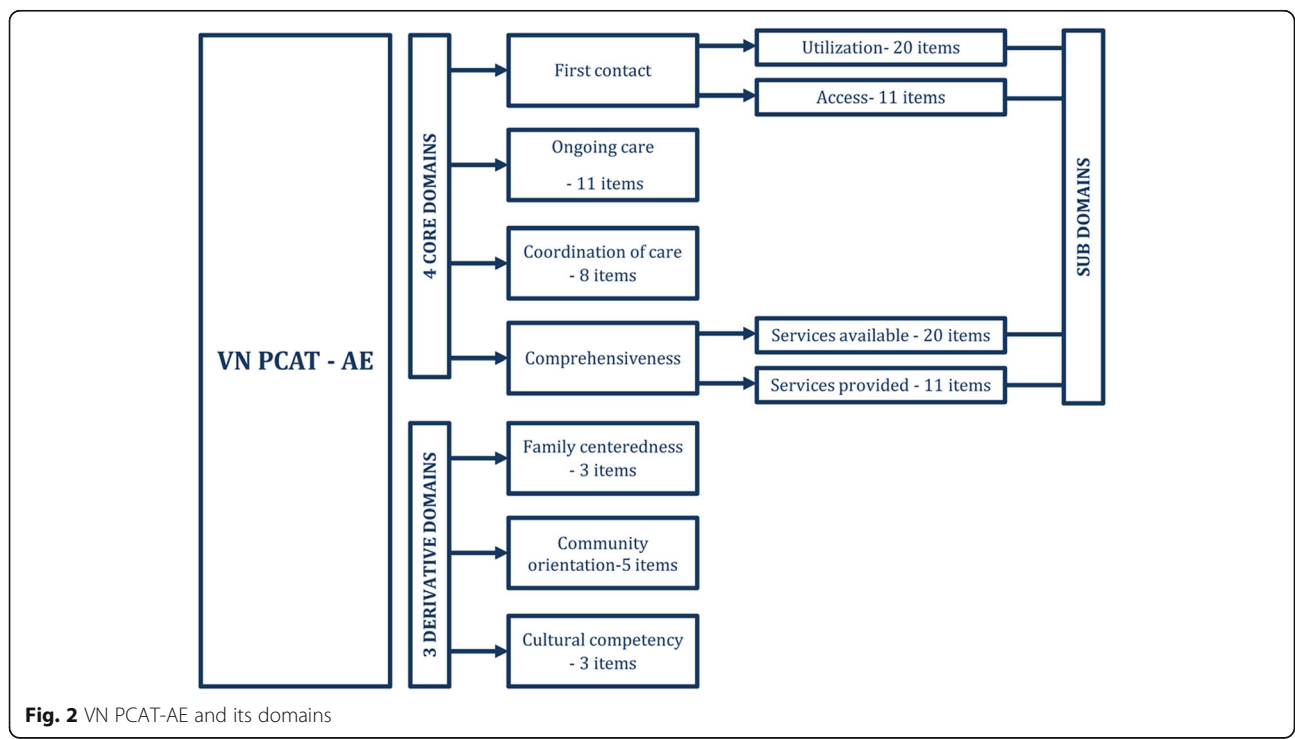 VN PCAT - AE
4 CORE DOMAINS
First contact
Utilization- 20 items
Access- 11 items
Ongoing care
- 11 items
Coordination of care
- 8 items
Comprehensiveness
Services available - 20 items
Services provided - 11 items
SUB DOMAINS
3 DERIVATIVE DOMAINS
Family centeredness
- 3 items
Community
orientation-5 items
Cultural competency
- 3 items
Fig. 2 VN PCAT-AE and its domains